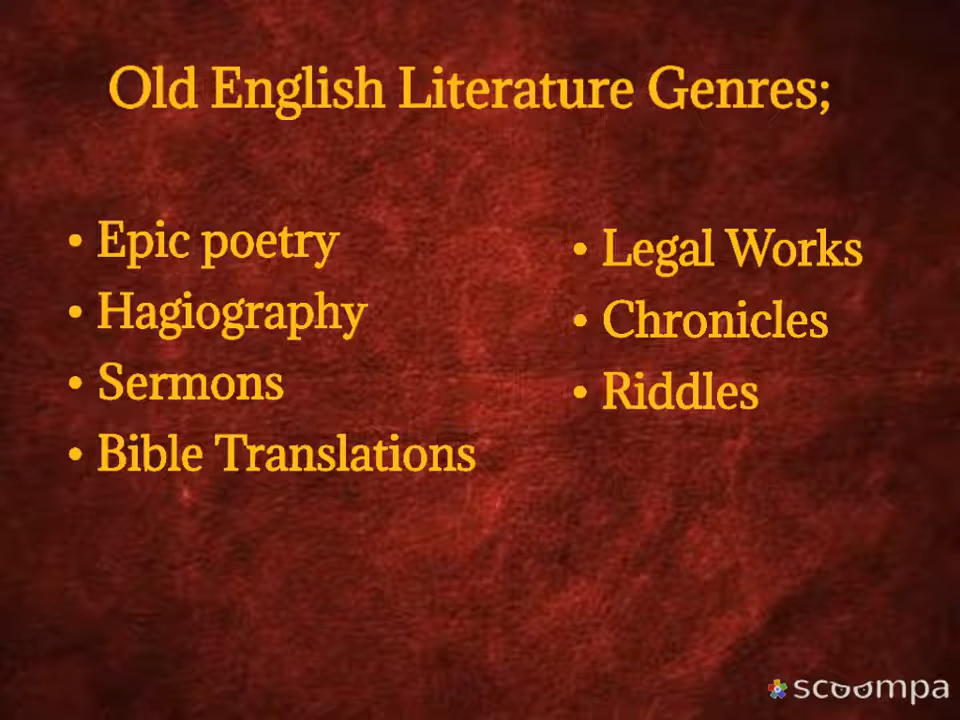 Old English Literature Genres;
• Epic poetry
• Hagiography
• Sermons
• Bible Translations
• Legal Works
• Chronicles
• Riddles
scoompa